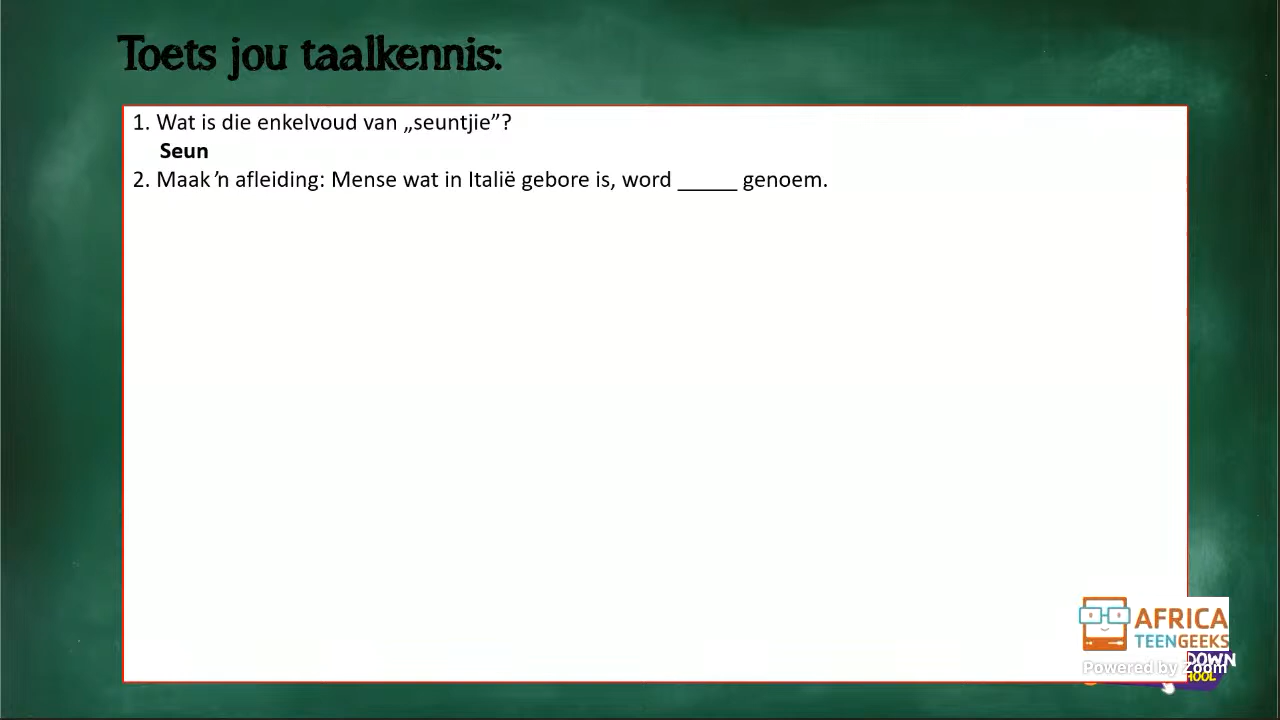 Toets jou taalkennis:
1. Wat is die enkelvoud van „seuntjie”?
Seun
2. Maak ’n afleiding: Mense wat in Italië gebore is, word _____ genoem.
AFRICA
TEENGEEKS
DOWN
Powered by Zoom